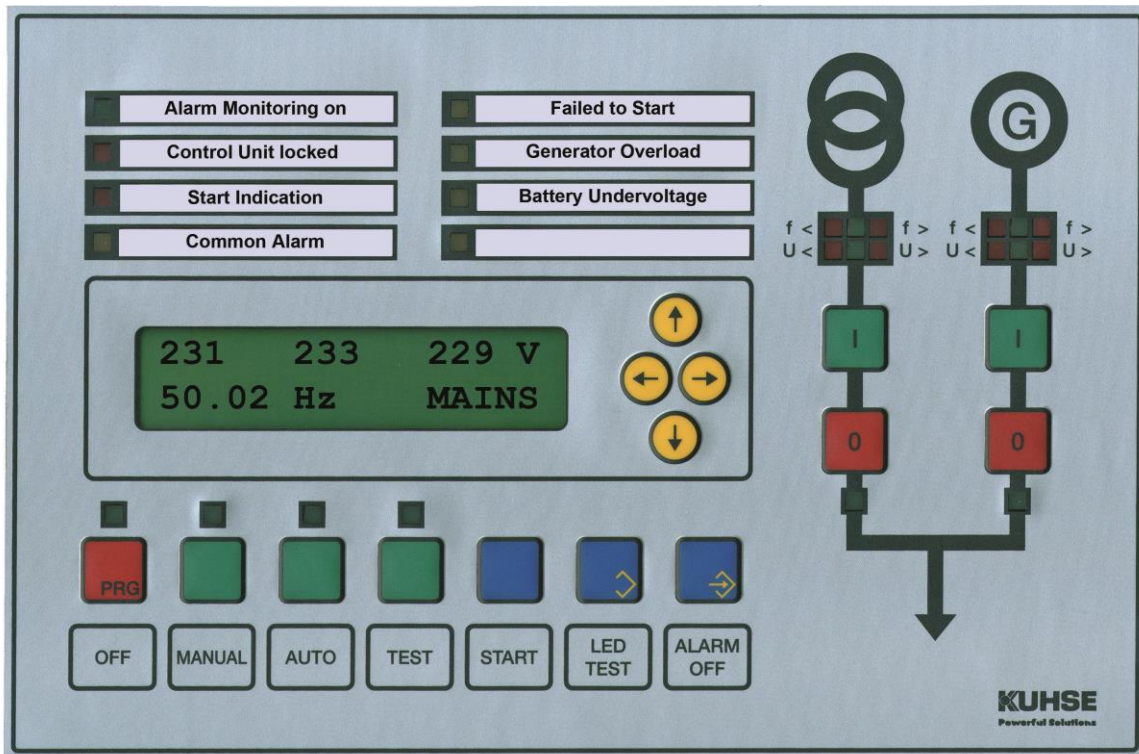 Alarm Monitoring on
Failed to Start
Control Unit locked
Generator Overload
Start Indication
Battery Undervoltage
Common Alarm
G
f < f > f < f >
U < U > U < U >
231 233 229 V
50.02 Hz MAINS
I I
0 0
PRG
OFF
MANUAL
AUTO
TEST
START
LED
TEST
ALARM
OFF
KUHSE
Powerful Solutions